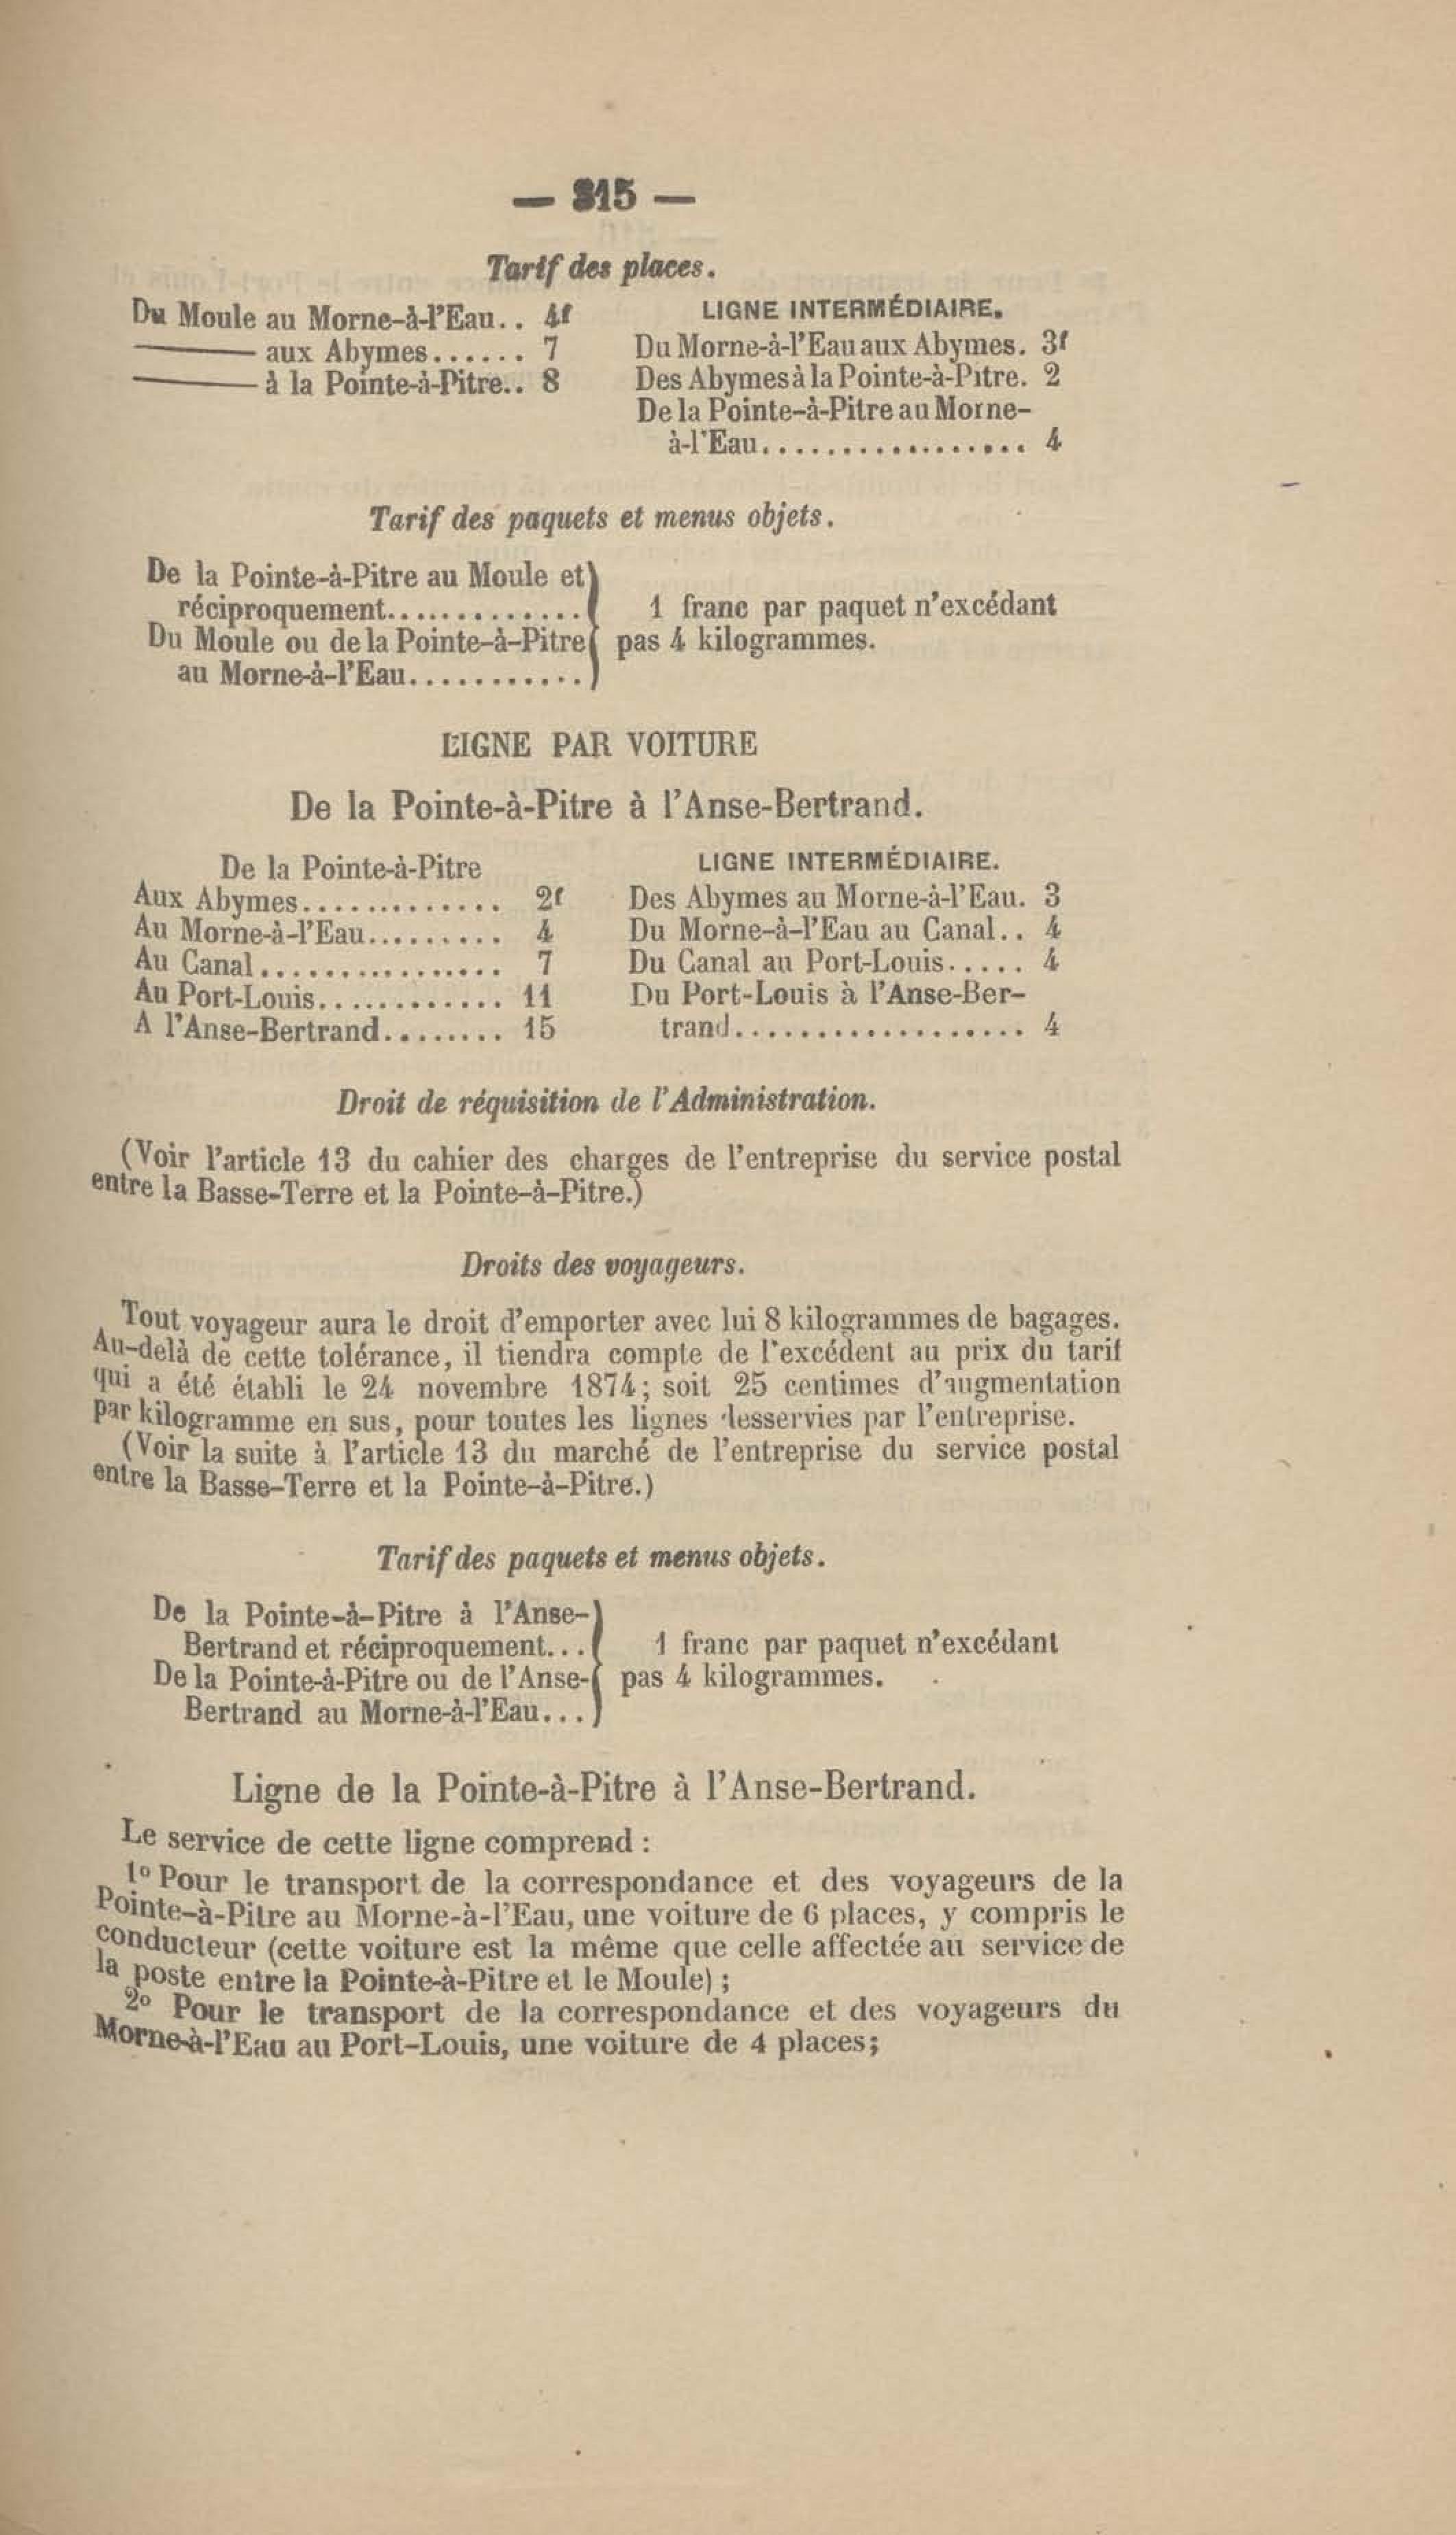 — 315 —
Tarif des places.
Du Moule au Morne-à-l'Eau.. 4f
——— aux Abymes...... 7
——— à la Pointe-à-Pitre.. 8
LIGNE INTERMÉDIAIRE.
Du Morne-à-l'Eau aux Abymes. 3f
Des Abymes à la Pointe-à-Pitre. 2
De la Pointe-à-Pitre au Morne-
à-l'Eau.................. 4
Tarif des paquets et menus objets.
De la Pointe-à-Pitre au Moule et
réciproquement.............
Du Moule ou de la Pointe-à-Pitre
au Morne-à-l'Eau...........
1 franc par paquet n'excédant
pas 4 kilogrammes.
LIGNE PAR VOITURE
De la Pointe-à-Pitre à l'Anse-Bertrand.
De la Pointe-à-Pitre
Aux Abymes............. 2f
Au Morne-à-l'Eau......... 4
Au Canal................ 7
Au Port-Louis............ 11
A l'Anse-Bertrand........ 15
LIGNE INTERMÉDIAIRE.
Des Abymes au Morne-à-l'Eau. 3
Du Morne-à-l'Eau au Canal.. 4
Du Canal au Port-Louis..... 4
Du Port-Louis à l'Anse-Ber-
trand.................. 4
Droit de réquisition de l'Administration.
(Voir l'article 13 du cahier des charges de l'entreprise du service postal
entre la Basse-Terre et la Pointe-à-Pitre.)
Droits des voyageurs.
Tout voyageur aura le droit d'emporter avec lui 8 kilogrammes de bagages.
Au-delà de cette tolérance, il tiendra compte de l'excédent au prix du tarif
qui a été établi le 24 novembre 1874; soit 25 centimes d'augmentation
par kilogramme en sus, pour toutes les lignes desservies par l'entreprise.
(Voir la suite à l'article 13 du marché de l'entreprise du service postal
entre la Basse-Terre et la Pointe-à-Pitre.)
Tarif des paquets et menus objets.
De la Pointe-à-Pitre à l'Anse-
Bertrand et réciproquement...
De la Pointe-à-Pitre ou de l'Anse-
Bertrand au Morne-à-l'Eau...
1 franc par paquet n'excédant
pas 4 kilogrammes.
Ligne de la Pointe-à-Pitre à l'Anse-Bertrand.
Le service de cette ligne comprend :
1° Pour le transport de la correspondance et des voyageurs de la
Pointe-à-Pitre au Morne-à-l'Eau, une voiture de 6 places, y compris le
conducteur (cette voiture est la même que celle affectée au service de
la poste entre la Pointe-à-Pitre et le Moule) ;
2° Pour le transport de la correspondance et des voyageurs du
Morne-à-l'Eau au Port-Louis, une voiture de 4 places;